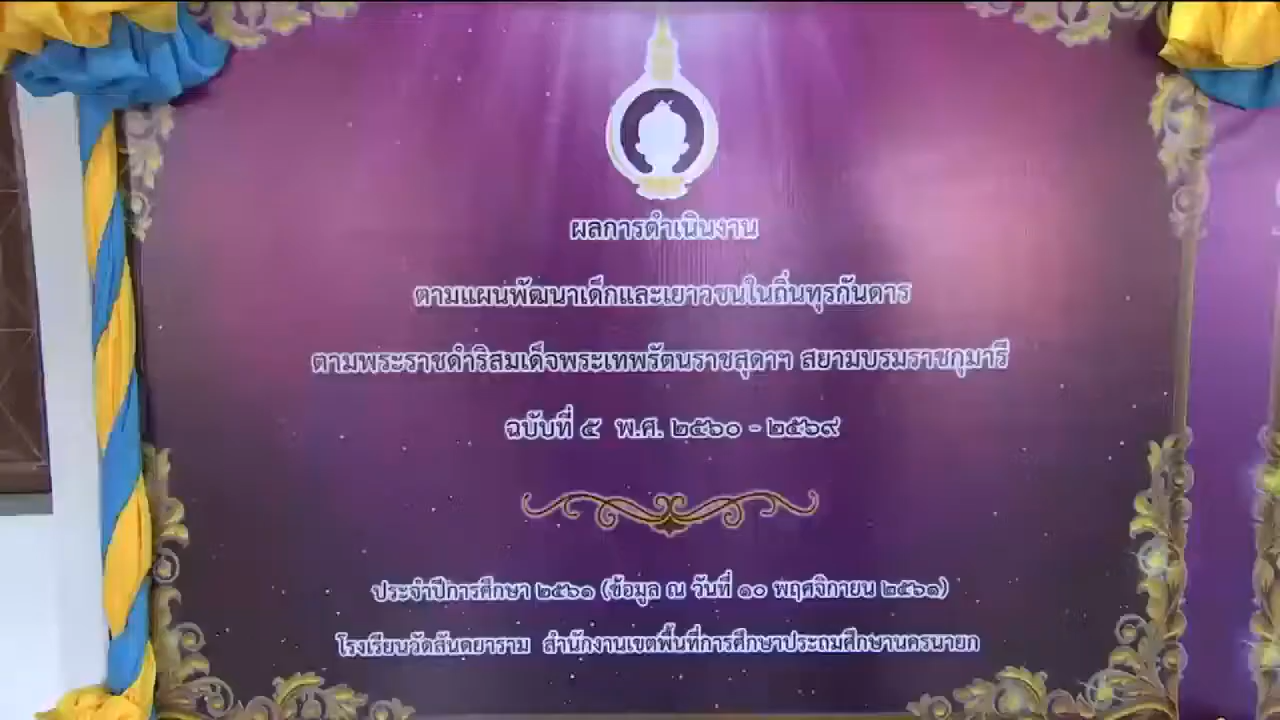 ผลการดำเนินงาน
ตามแผนพัฒนาเด็กและเยาวชนในถิ่นทุรกันดาร
ตามพระราชดำริสมเด็จพระเทพรัตนราชสุดาฯ สยามบรมราชกุมารี
ฉบับที่ ๕ พ.ศ. ๒๕๖๐ - ๒๕๖๙
ประจำปีการศึกษา ๒๕๖๑ (ข้อมูล ณ วันที่ ๑๐ พฤศจิกายน ๒๕๖๑)
โรงเรียนวัดสันตยาราม สำนักงานเขตพื้นที่การศึกษาประถมศึกษานครนายก